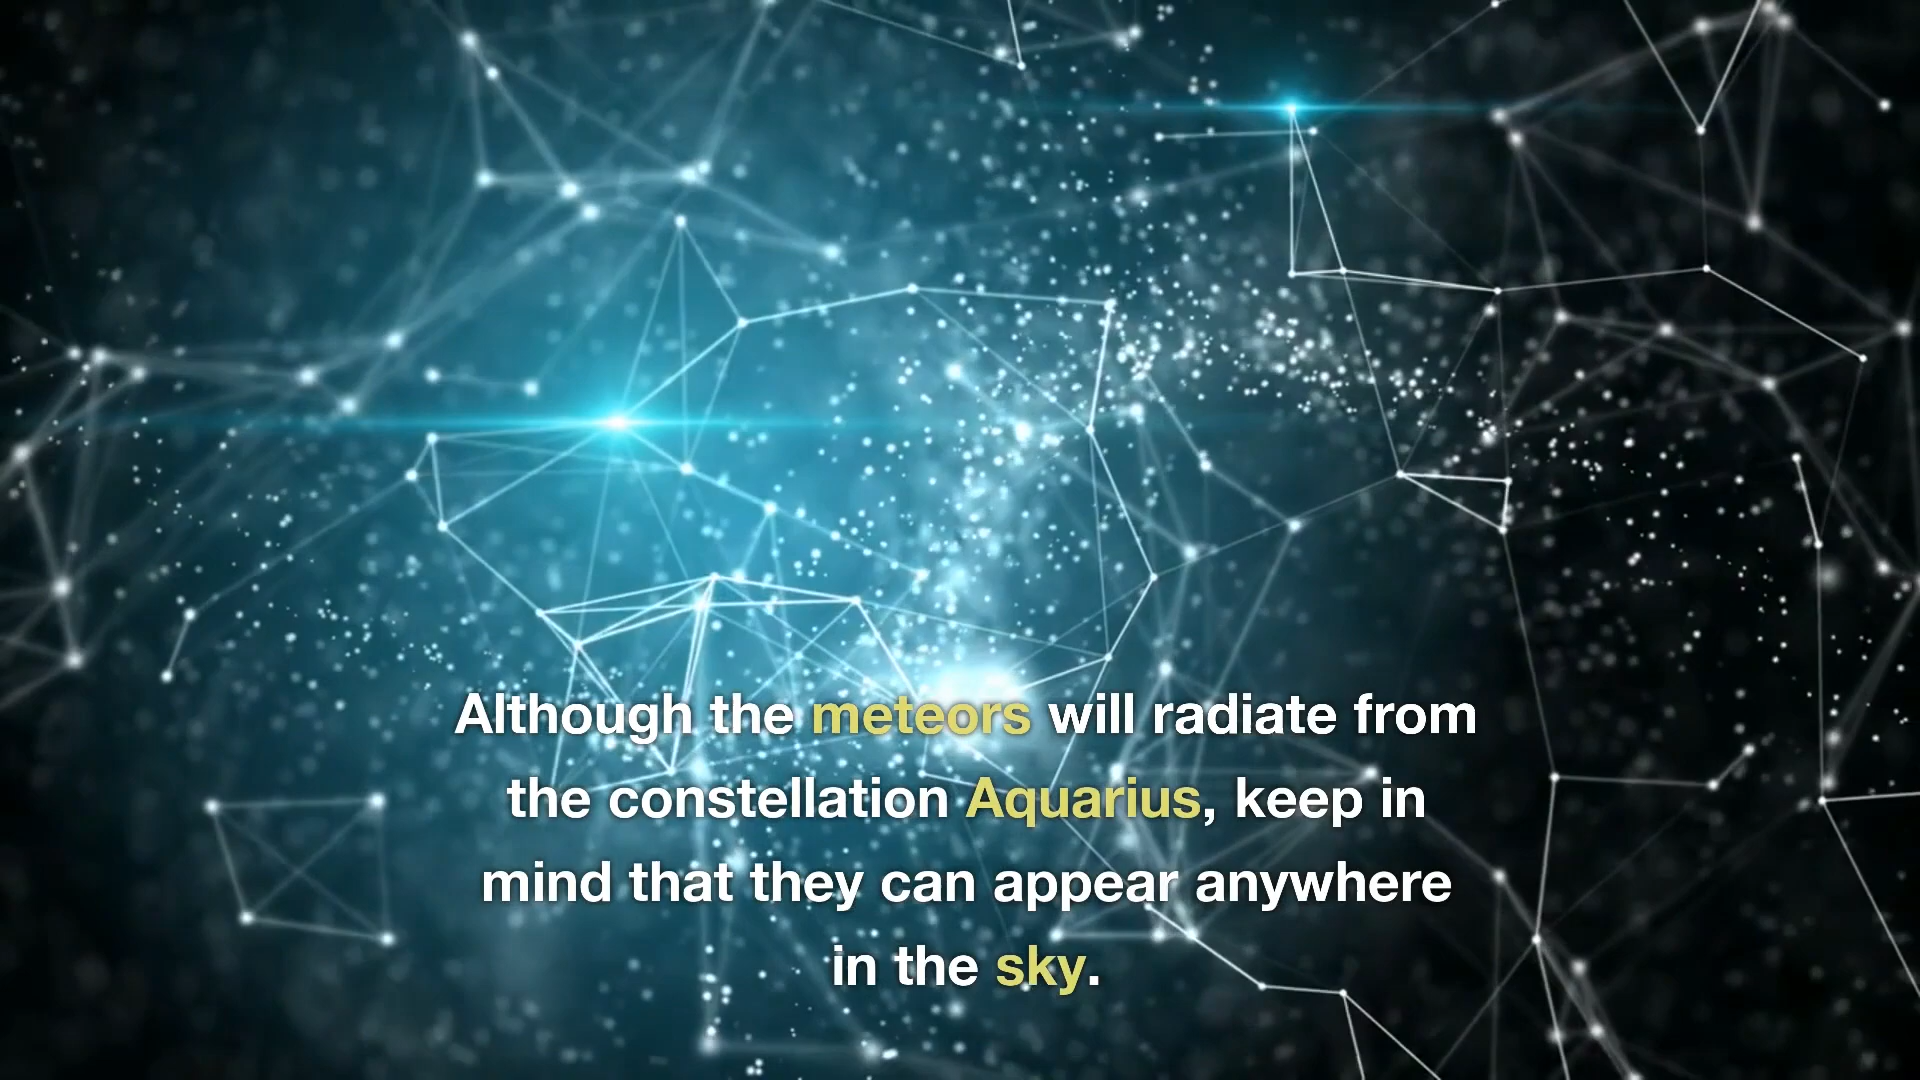 Although the meteors will radiate from
the constellation Aquarius, keep in
mind that they can appear anywhere
in the sky.